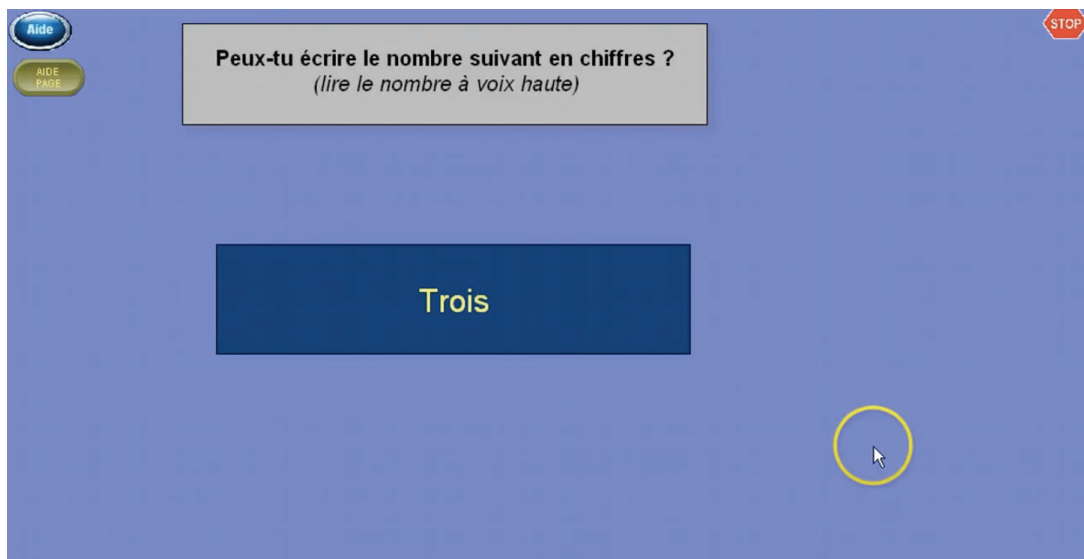 Aide
STOP
AIDE
PAGE
Peux-tu écrire le nombre suivant en chiffres ?
(lire le nombre à voix haute)
Trois